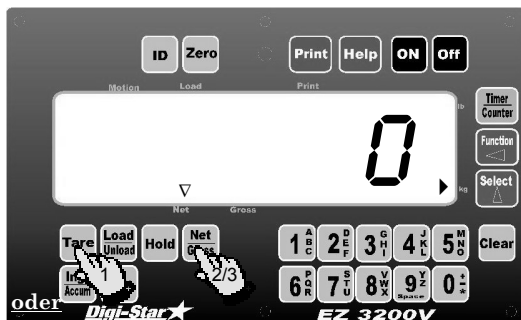 ID Zero Print Help ON Off
Motion Load Print
lb
Timer
Counter
Function
0
Select
kg
Net Gross
Tare Load
Unload Hold Net
Gross
1 A B C 2 D E F 3 G H I 4 J K L 5 M N O Clear
1 2/3
Accum
6 P Q R 7 S T U 8 V W X 9 Y Z Space 0 + - *
oder Digi-Star EZ 3200V